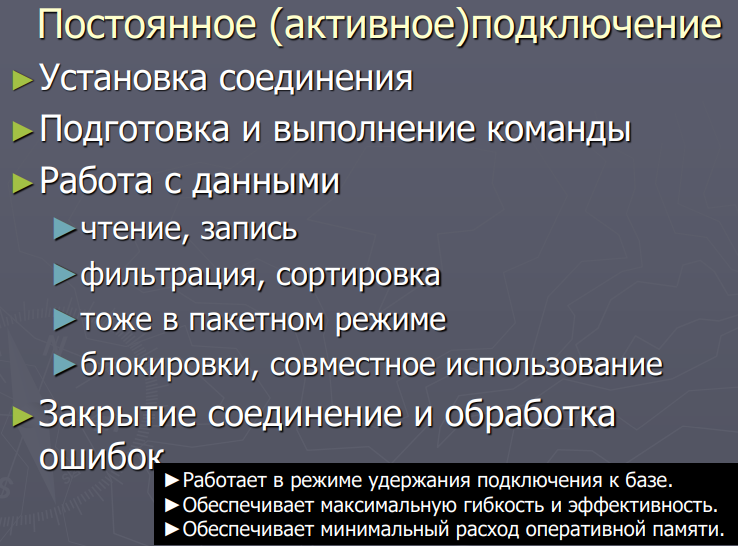 Постоянное (активное)подключение
►Установка соединения
►Подготовка и выполнение команды
►Работа с данными
►чтение, запись
►фильтрация, сортировка
►тоже в пакетном режиме
►блокировки, совместное использование
►Закрытие соединение и обработка
ошибок
►Работает в режиме удержания подключения к базе.
►Обеспечивает максимальную гибкость и эффективность.
►Обеспечивает минимальный расход оперативной памяти.